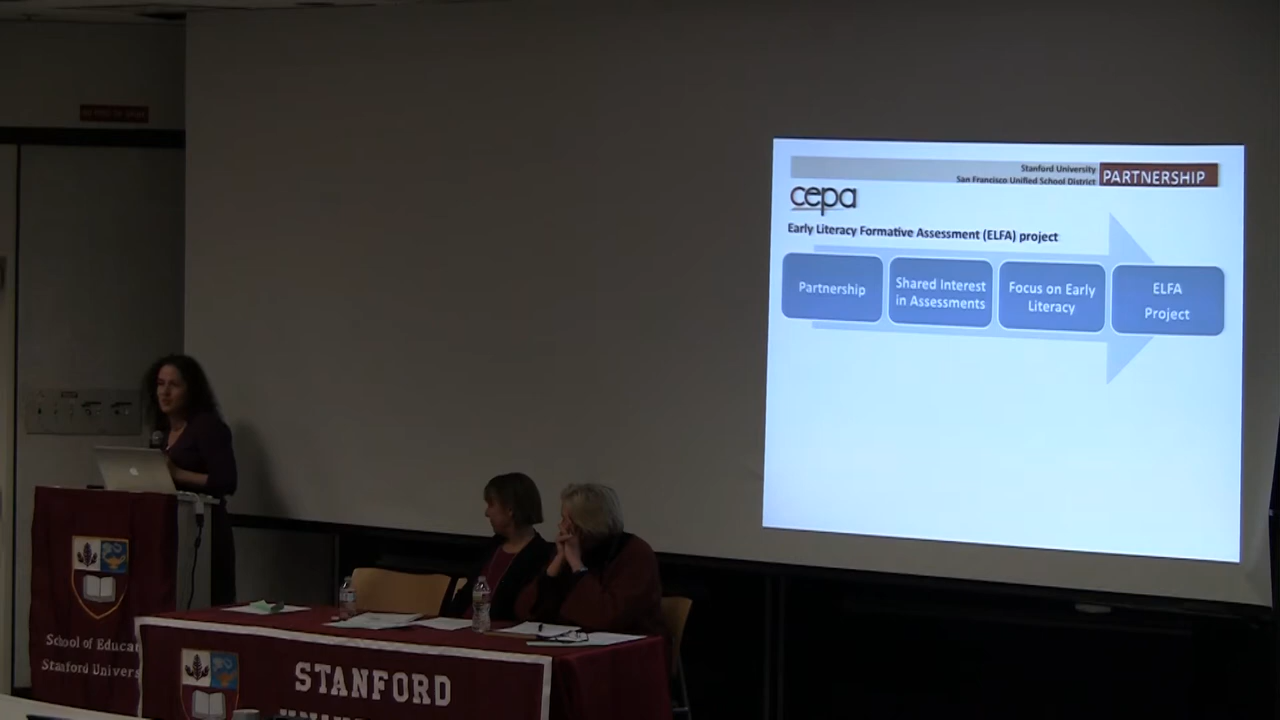 Stanford University
San Francisco Unified School District
PARTNERSHIP
cepa
Early Literacy Formative Assessment (ELFA) project
Partnership
Shared Interest
in Assessments
Focus on Early
Literacy
ELFA
Project
School of Educat
Stanford Univers
STANFORD